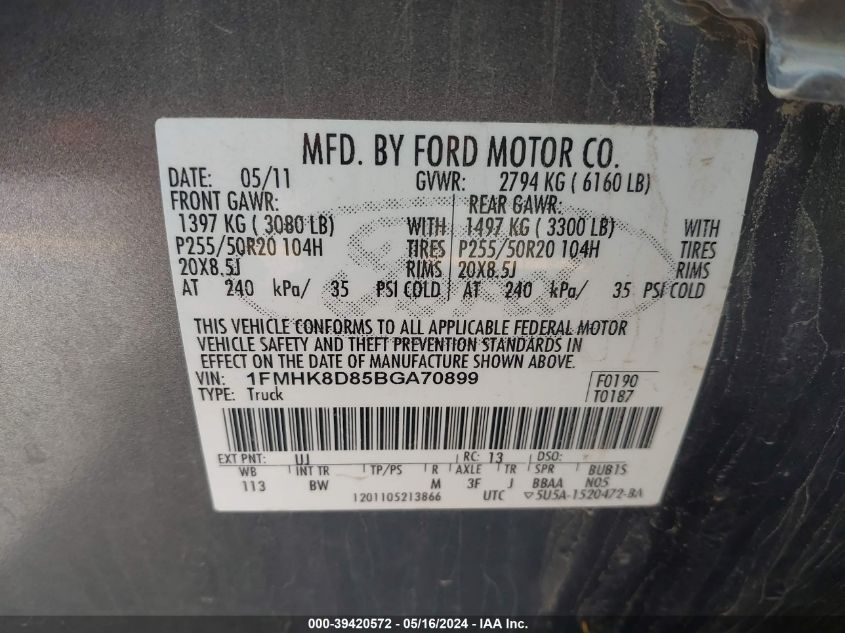 MFD. BY FORD MOTOR CO.
DATE: 05/11 GVWR: 2794 KG ( 6160 LB)
FRONT GAWR: REAR GAWR:
1397 KG ( 3080 LB) WITH 1497 KG ( 3300 LB) WITH
P255/50R20 104H TIRES P255/50R20 104H TIRES
20X8.5J RIMS 20X8.5J RIMS
AT 240 kPa/ 35 PSI COLD AT 240 kPa/ 35 PSI COLD
THIS VEHICLE CONFORMS TO ALL APPLICABLE FEDERAL MOTOR
VEHICLE SAFETY AND THEFT PREVENTION STANDARDS IN
EFFECT ON THE DATE OF MANUFACTURE SHOWN ABOVE.
VIN: 1FMHK8D85BGA70899 F0190
TYPE: Truck T0187
EXT PNT: UJ RC: 13 DSO:
WB INT TR TP/PS R AXLE TR SPR BUB1S
113 BW M 3F J BBAA N05
1201105213866 UTC ▽5U5A-1520472-BA
000-39420572 - 05/16/2024 - IAA Inc.